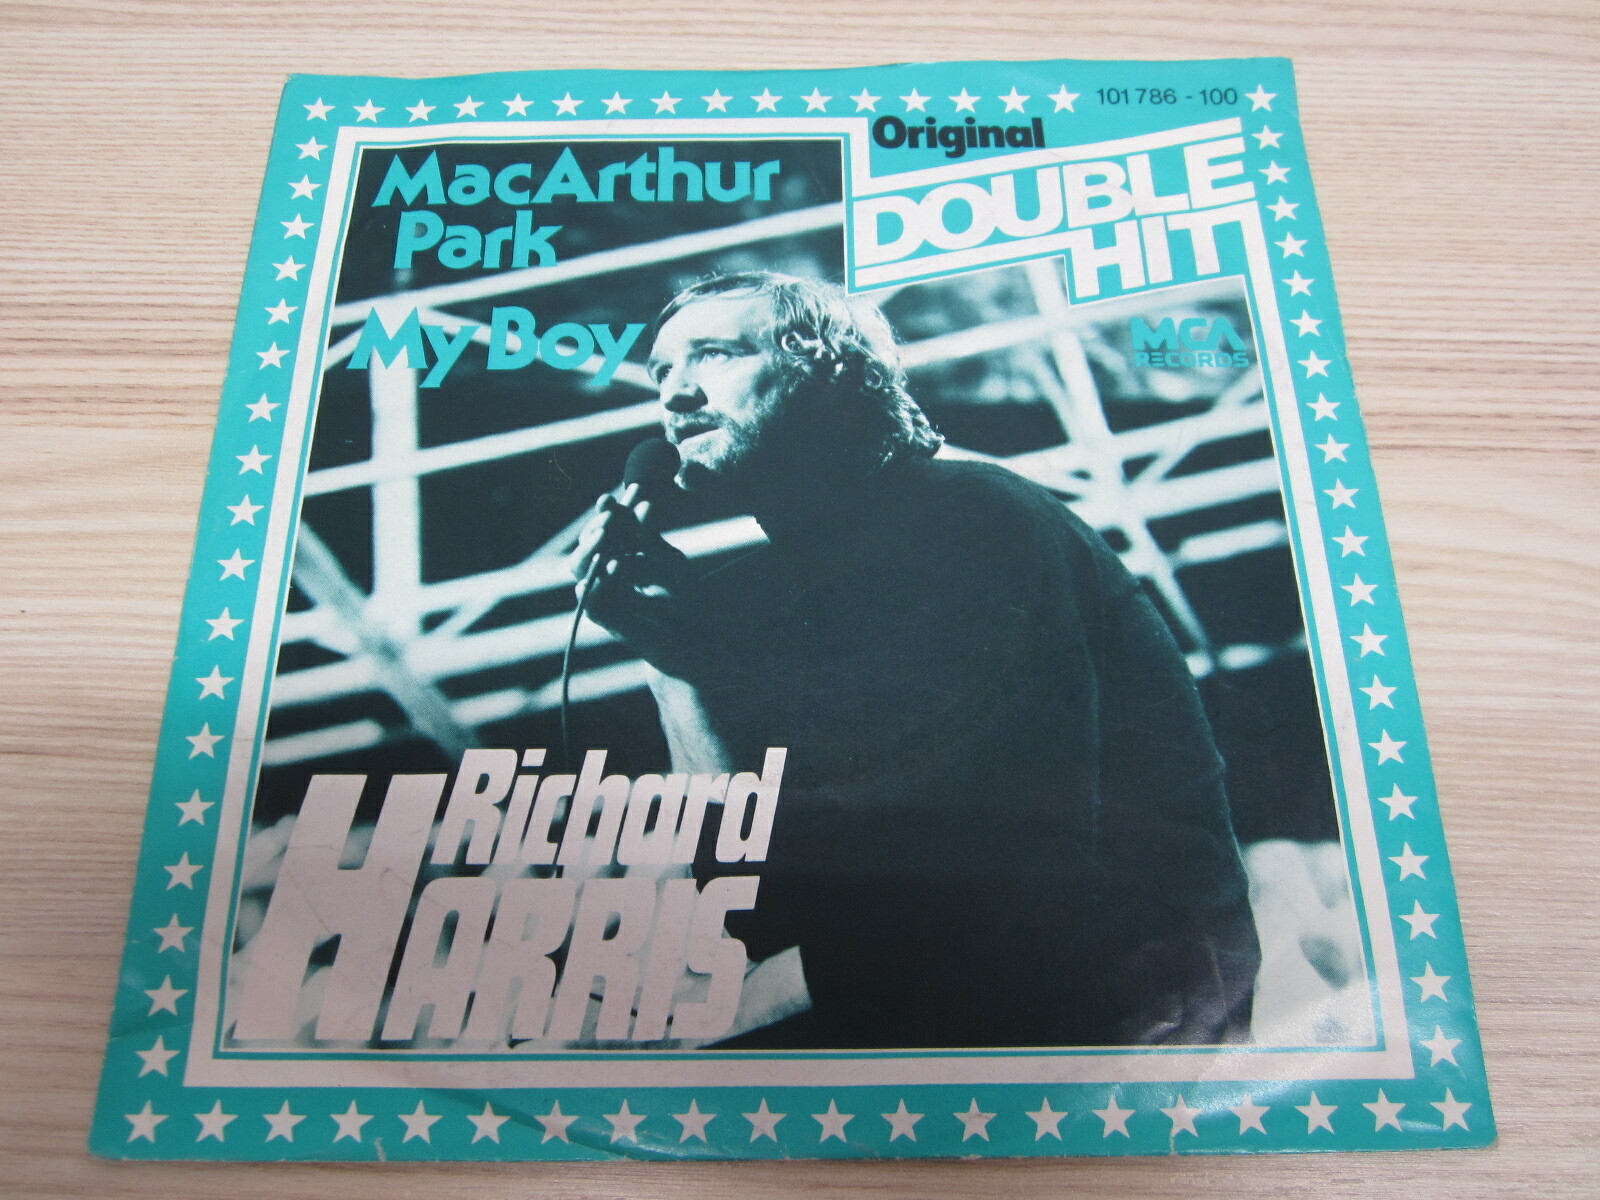 101 786 - 100
Original
DOUBLE
HIT
MacArthur
Park
My Boy
MCA
RECORDS
Richard
HARRIS